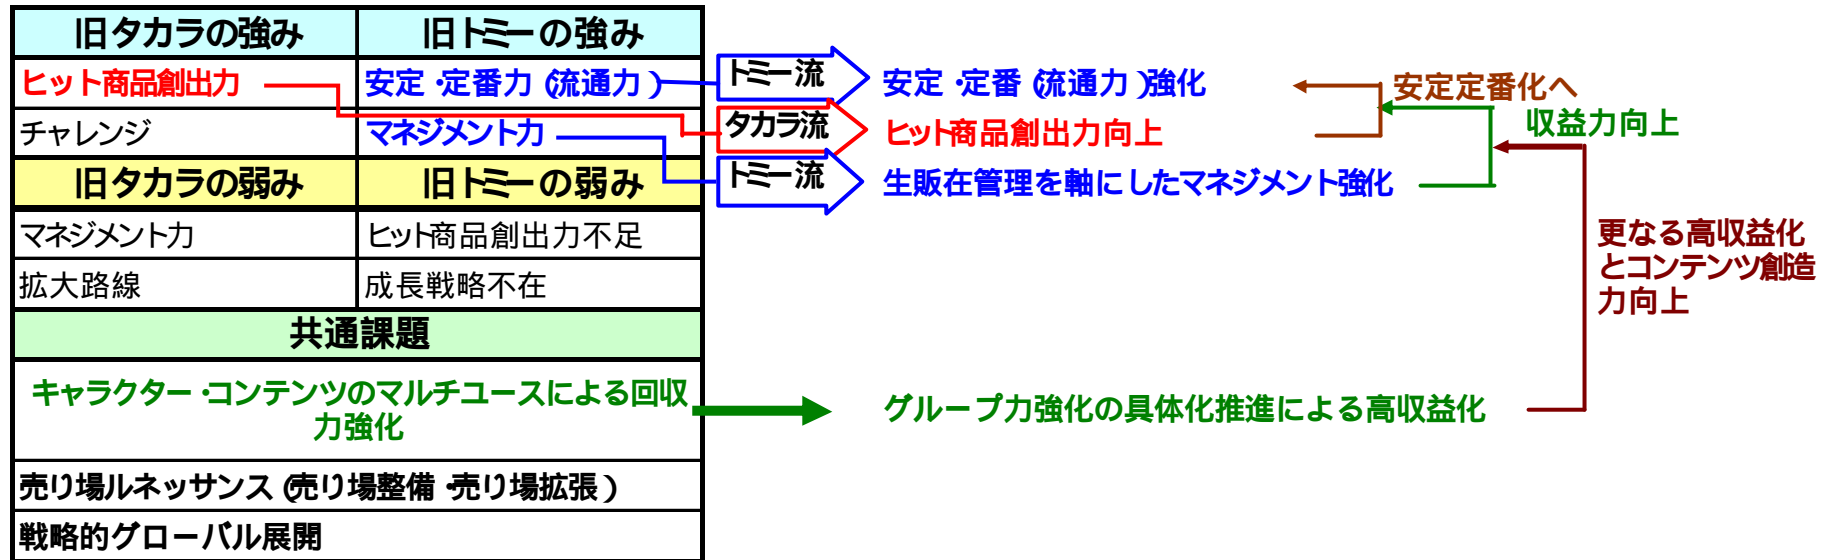 旧タカラの強み 旧トミーの強み
ヒット商品創出力 安定・定番力（流通力） トミー流 安定・定番（流通力）強化 安定定番化へ
チャレンジ マネジメント力 タカラ流 ヒット商品創出力向上 収益力向上
旧タカラの弱み 旧トミーの弱み トミー流 生販在管理を軸にしたマネジメント強化
マネジメント力 ヒット商品創出力不足
拡大路線 成長戦略不在
更なる高収益化
とコンテンツ創造
力向上
共通課題
キャラクター・コンテンツのマルチユースによる回収
力強化
グループ力強化の具体化推進による高収益化
売り場ルネッサンス（売り場整備・売り場拡張）
戦略的グローバル展開